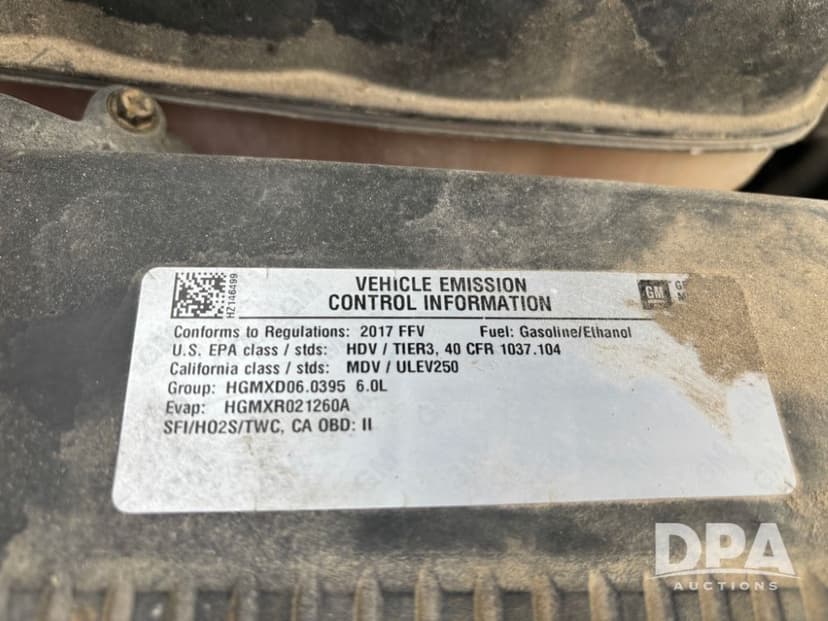 HZ146499
VEHICLE EMISSION
CONTROL INFORMATION
GM
Conforms to Regulations: 2017 FFV Fuel: Gasoline/Ethanol
U.S. EPA class / stds: HDV / TIER3, 40 CFR 1037.104
California class / stds: MDV / ULEV250
Group: HGMXD06.0395 6.0L
Evap: HGMXR021260A
SFI/HO2S/TWC, CA OBD: II
DPA
AUCTIONS